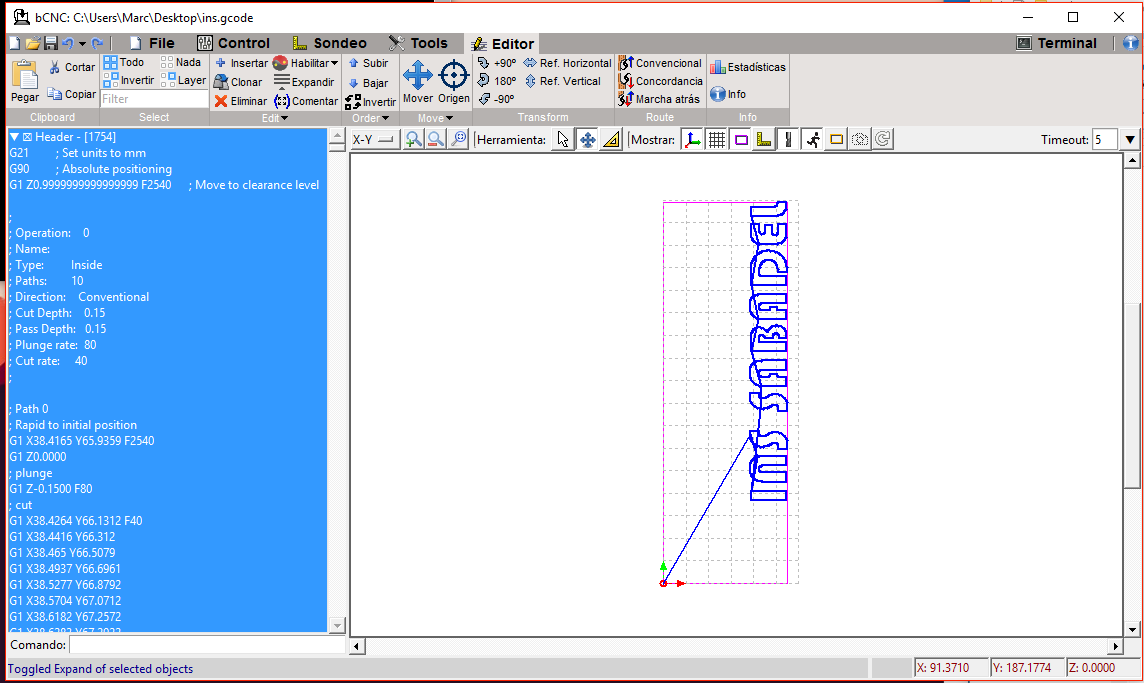 bCNC: C:\Users\Marc\Desktop\ins.gcode
File Control Sondeo Tools Editor Terminal
Pegar Cortar Copiar Clipboard
Todo Nada
Invertir Layer
Filter
Select
Insertar Habilitar Clonar Expandir Eliminar Comentar Edit
Subir Bajar Invertir Order
Mover Origen Move
+90º Ref. Horizontal
180º Ref. Vertical
-90º
Transform
Convencional
Concordancia
Marcha atrás
Route
Estadísticas
Info
Info
X-Y Herramienta: Mostrar: Timeout: 5
Header - [1754]
G21 ; Set units to mm
G90 ; Absolute positioning
G1 Z0.9999999999999999 F2540 ; Move to clearance level
;
; Operation: 0
; Name:
; Type: Inside
; Paths: 10
; Direction: Conventional
; Cut Depth: 0.15
; Pass Depth: 0.15
; Plunge rate: 80
; Cut rate: 40
;
; Path 0
; Rapid to initial position
G1 X38.4165 Y65.9359 F2540
G1 Z0.0000
; plunge
G1 Z-0.1500 F80
; cut
G1 X38.4264 Y66.1312 F40
G1 X38.4416 Y66.312
G1 X38.465 Y66.5079
G1 X38.4937 Y66.6961
G1 X38.5277 Y66.8792
G1 X38.5704 Y67.0712
G1 X38.6182 Y67.2572
INS SABADELL
Comando:
Toggled Expand of selected objects
X: 91.3710 Y: 187.1774 Z: 0.0000